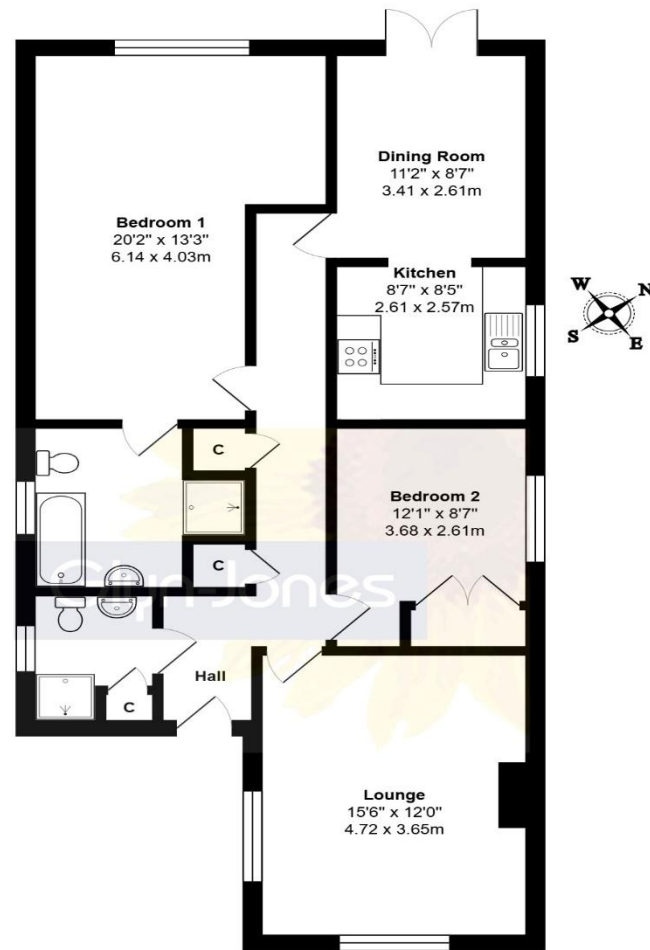 Dining Room
11'2" x 8'7"
3.41 x 2.61m
Bedroom 1
20'2" x 13'3"
6.14 x 4.03m
Kitchen
8'7" x 8'5"
2.61 x 2.57m
W
N
S
E
C
Bedroom 2
12'1" x 8'7"
3.68 x 2.61m
C
Glyn-Jones
Hall
C
Lounge
15'6" x 12'0"
4.72 x 3.65m